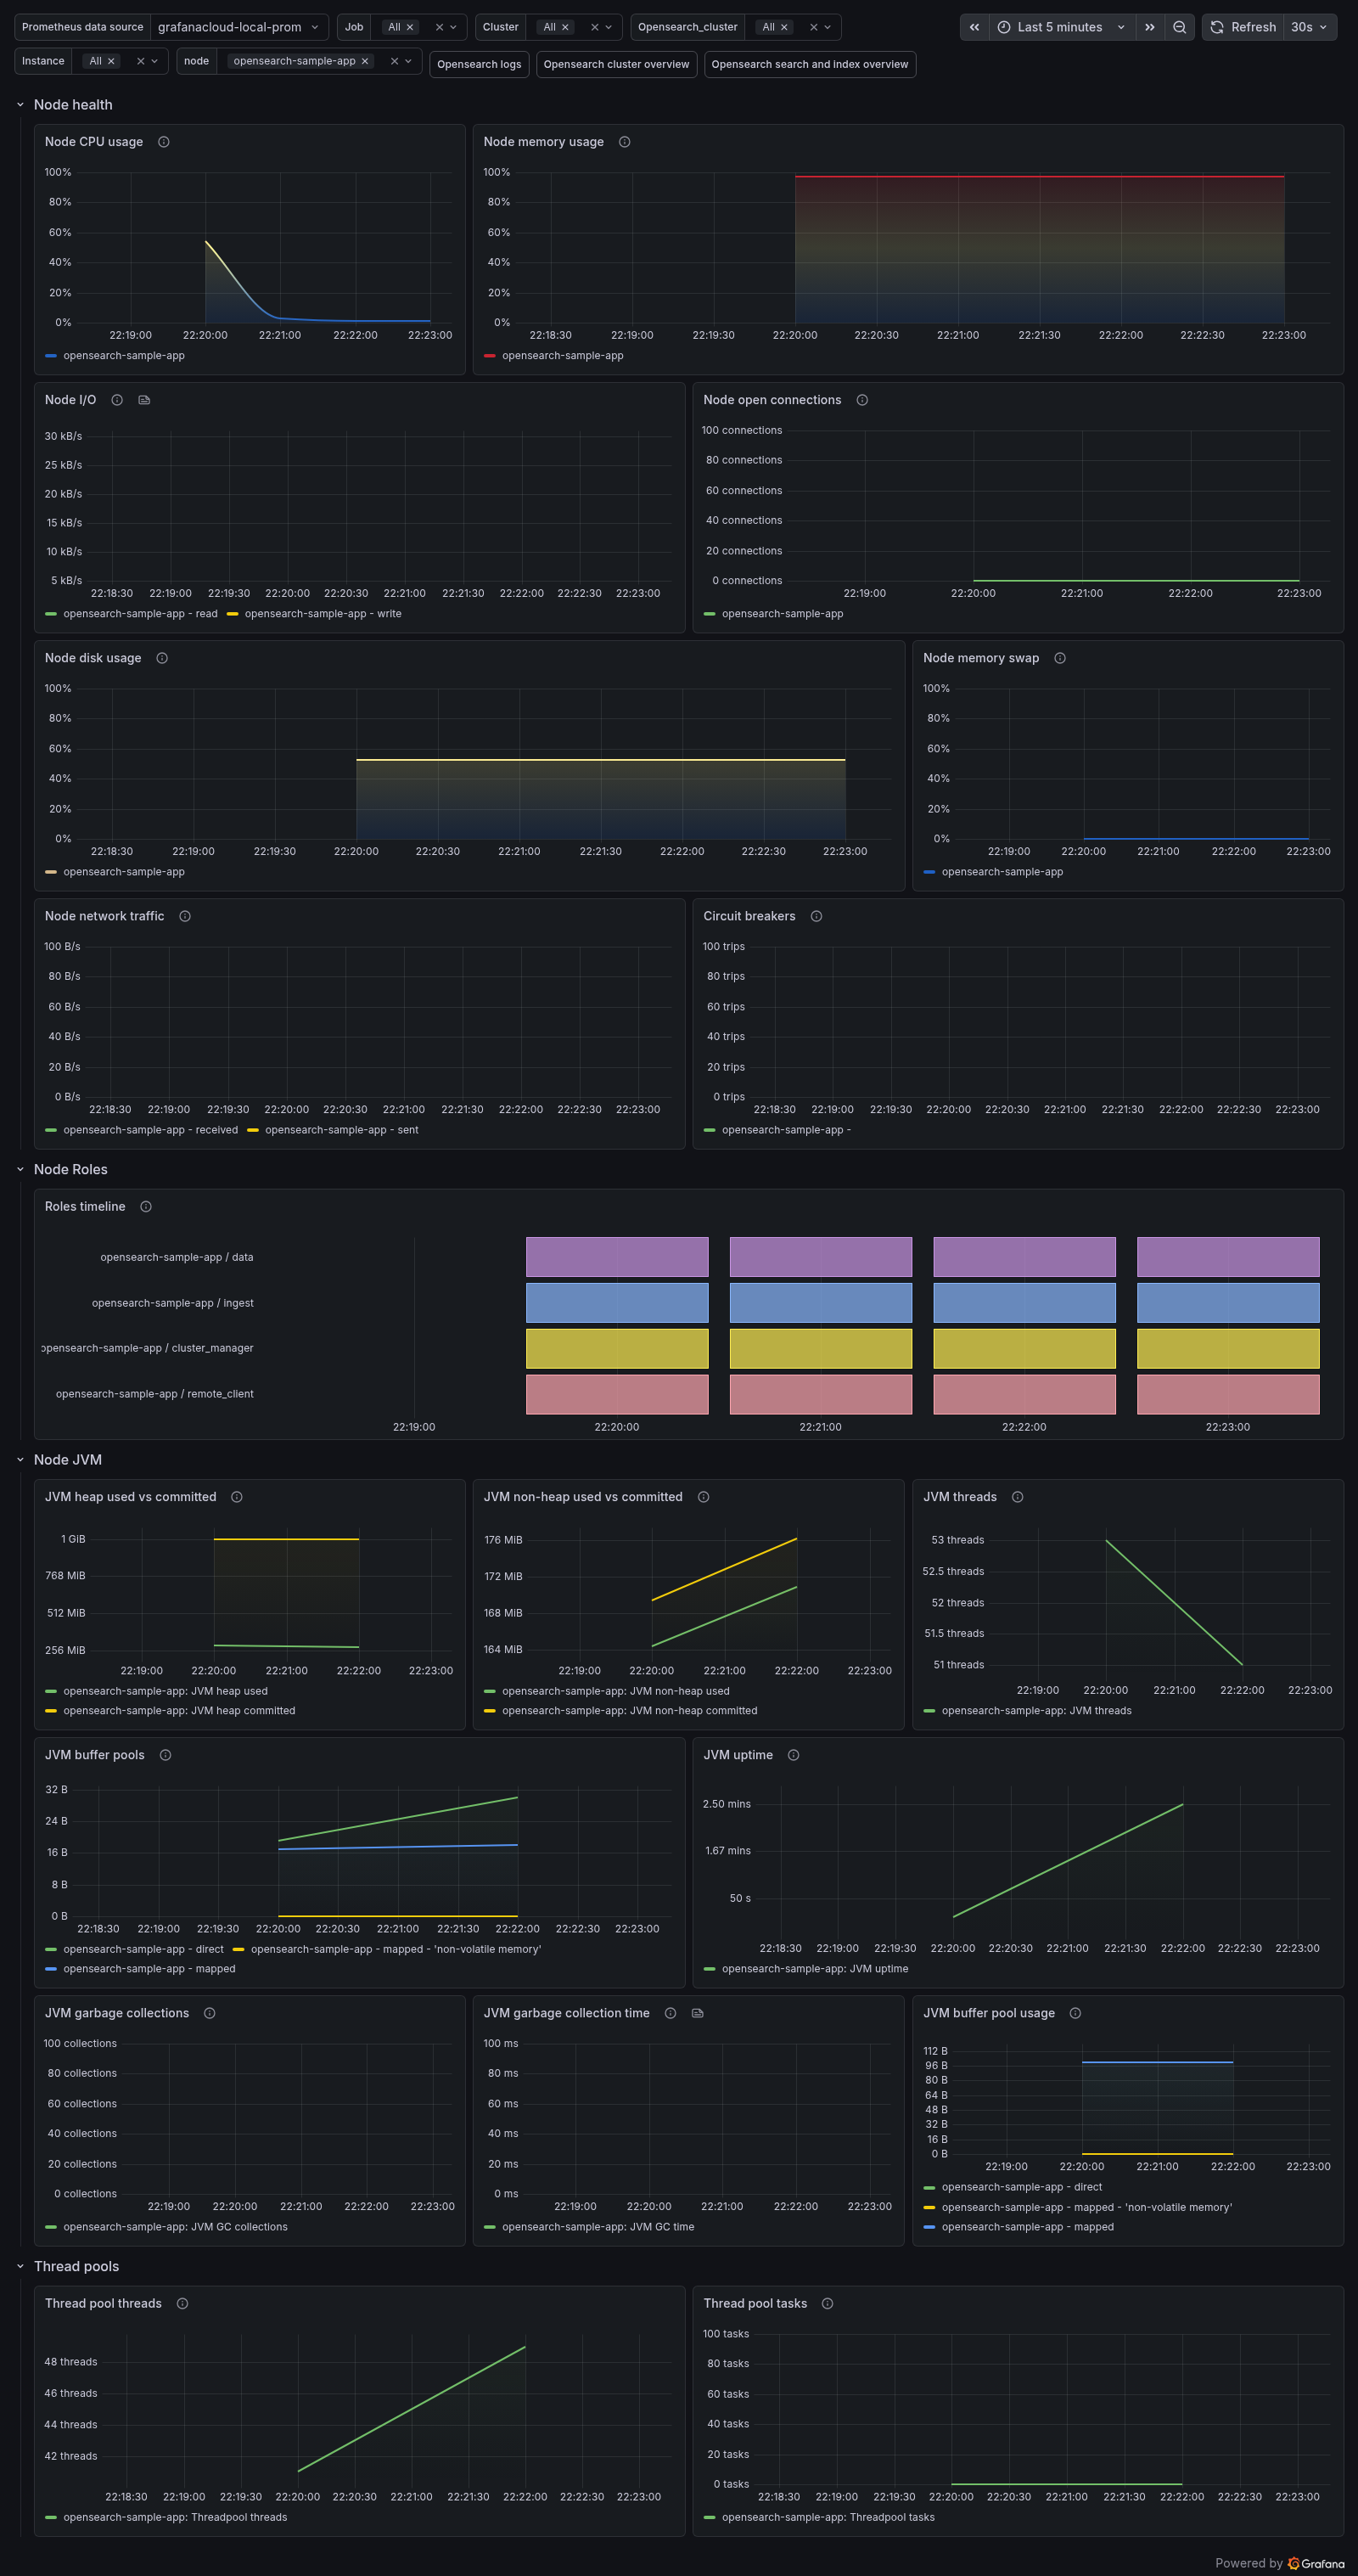 Prometheus data source grafanacloud-local-prom Job All Cluster All Opensearch_cluster All Last 5 minutes Refresh 30s
Instance All node opensearch-sample-app Opensearch logs Opensearch cluster overview Opensearch search and index overview
Node health
Node CPU usage
100%
80%
60%
40%
20%
0%
22:19:00 22:20:00 22:21:00 22:22:00 22:23:00
opensearch-sample-app
Node memory usage
100%
80%
60%
40%
20%
0%
22:18:30 22:19:00 22:19:30 22:20:00 22:20:30 22:21:00 22:21:30 22:22:00 22:22:30 22:23:00
opensearch-sample-app
Node I/O
30 kB/s
25 kB/s
20 kB/s
15 kB/s
10 kB/s
5 kB/s
22:18:30 22:19:00 22:19:30 22:20:00 22:20:30 22:21:00 22:21:30 22:22:00 22:22:30 22:23:00
opensearch-sample-app - read opensearch-sample-app - write
Node open connections
100 connections
80 connections
60 connections
40 connections
20 connections
0 connections
22:19:00 22:20:00 22:21:00 22:22:00 22:23:00
opensearch-sample-app
Node disk usage
100%
80%
60%
40%
20%
0%
22:18:30 22:19:00 22:19:30 22:20:00 22:20:30 22:21:00 22:21:30 22:22:00 22:22:30 22:23:00
opensearch-sample-app
Node memory swap
100%
80%
60%
40%
20%
0%
22:19:00 22:20:00 22:21:00 22:22:00 22:23:00
opensearch-sample-app
Node network traffic
100 B/s
80 B/s
60 B/s
40 B/s
20 B/s
0 B/s
22:18:30 22:19:00 22:19:30 22:20:00 22:20:30 22:21:00 22:21:30 22:22:00 22:22:30 22:23:00
opensearch-sample-app - received opensearch-sample-app - sent
Circuit breakers
100 trips
80 trips
60 trips
40 trips
20 trips
0 trips
22:18:30 22:19:00 22:19:30 22:20:00 22:20:30 22:21:00 22:21:30 22:22:00 22:22:30 22:23:00
opensearch-sample-app -
Node Roles
Roles timeline
opensearch-sample-app / data
opensearch-sample-app / ingest
opensearch-sample-app / cluster_manager
opensearch-sample-app / remote_client
22:19:00 22:20:00 22:21:00 22:22:00 22:23:00
Node JVM
JVM heap used vs committed
1 GiB
768 MiB
512 MiB
256 MiB
22:19:00 22:20:00 22:21:00 22:22:00 22:23:00
opensearch-sample-app: JVM heap used
opensearch-sample-app: JVM heap committed
JVM non-heap used vs committed
176 MiB
172 MiB
168 MiB
164 MiB
22:19:00 22:20:00 22:21:00 22:22:00 22:23:00
opensearch-sample-app: JVM non-heap used
opensearch-sample-app: JVM non-heap committed
JVM threads
53 threads
52.5 threads
52 threads
51.5 threads
51 threads
22:19:00 22:20:00 22:21:00 22:22:00 22:23:00
opensearch-sample-app: JVM threads
JVM buffer pools
32 B
24 B
16 B
8 B
0 B
22:18:30 22:19:00 22:19:30 22:20:00 22:20:30 22:21:00 22:21:30 22:22:00 22:22:30 22:23:00
opensearch-sample-app - direct opensearch-sample-app - mapped - 'non-volatile memory'
opensearch-sample-app - mapped
JVM uptime
2.50 mins
1.67 mins
50 s
22:18:30 22:19:00 22:19:30 22:20:00 22:20:30 22:21:00 22:21:30 22:22:00 22:22:30 22:23:00
opensearch-sample-app: JVM uptime
JVM garbage collections
100 collections
80 collections
60 collections
40 collections
20 collections
0 collections
22:19:00 22:20:00 22:21:00 22:22:00 22:23:00
opensearch-sample-app: JVM GC collections
JVM garbage collection time
100 ms
80 ms
60 ms
40 ms
20 ms
0 ms
22:19:00 22:20:00 22:21:00 22:22:00 22:23:00
opensearch-sample-app: JVM GC time
JVM buffer pool usage
112 B
96 B
80 B
64 B
48 B
32 B
16 B
0 B
22:19:00 22:20:00 22:21:00 22:22:00 22:23:00
opensearch-sample-app - direct
opensearch-sample-app - mapped - 'non-volatile memory'
opensearch-sample-app - mapped
Thread pools
Thread pool threads
48 threads
46 threads
44 threads
42 threads
22:18:30 22:19:00 22:19:30 22:20:00 22:20:30 22:21:00 22:21:30 22:22:00 22:22:30 22:23:00
opensearch-sample-app: Threadpool threads
Thread pool tasks
100 tasks
80 tasks
60 tasks
40 tasks
20 tasks
0 tasks
22:18:30 22:19:00 22:19:30 22:20:00 22:20:30 22:21:00 22:21:30 22:22:00 22:22:30 22:23:00
opensearch-sample-app: Threadpool tasks
Powered by Grafana